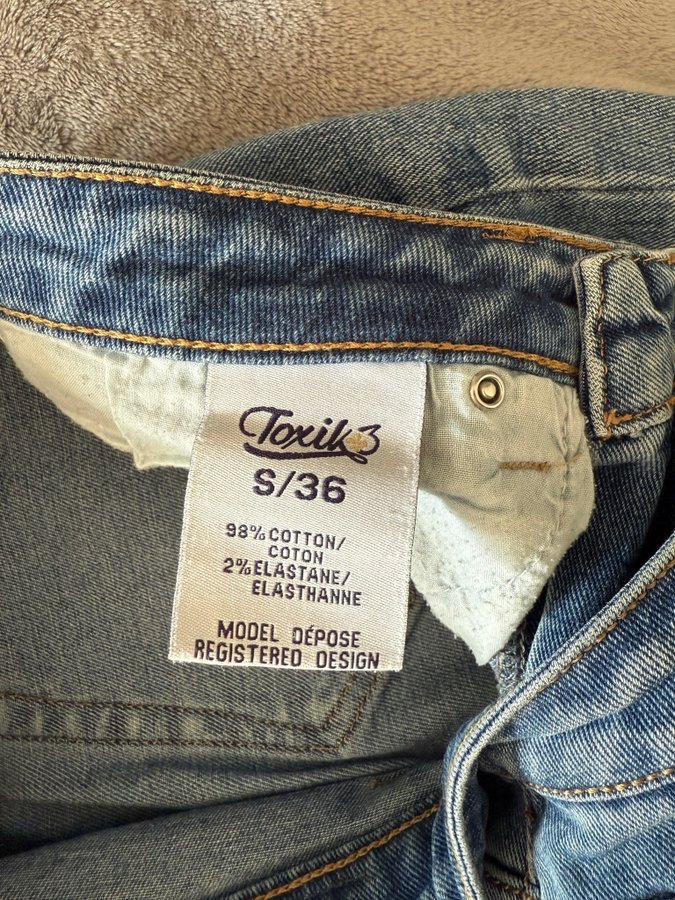 Toxik3
S/36
98% COTTON/
COTON
2% ELASTANE/
ELASTHANNE
MODEL DÉPOSE
REGISTERED DESIGN